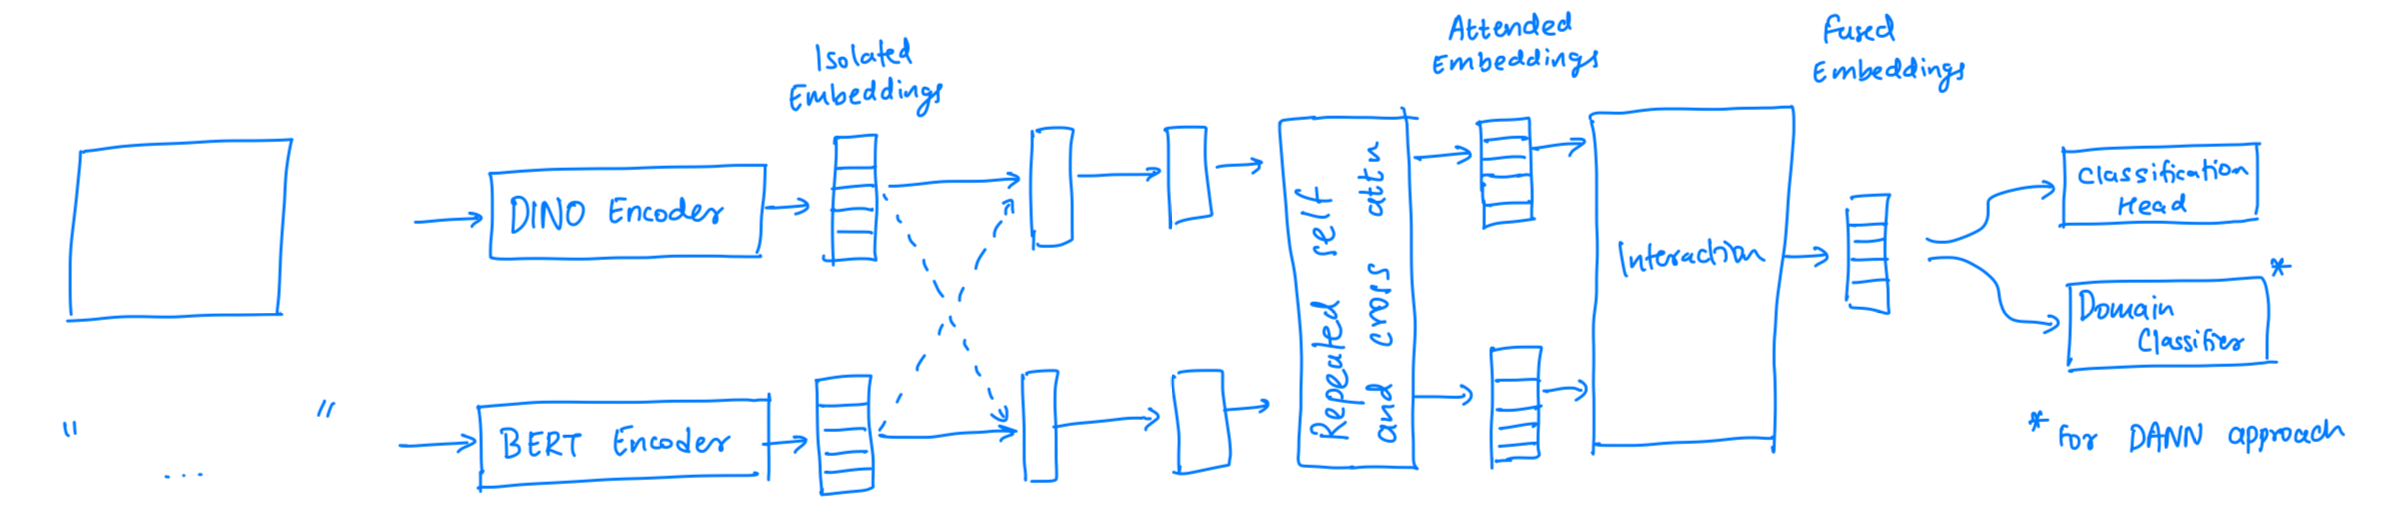 Isolated
Embeddings
Attended
Embeddings
Fused
Embeddings
DINO Encoder
Repeated self
and cross attn
Interaction
Classification
Head
Domain
Classifier
*
" "
...
BERT Encoder
* For DANN approach